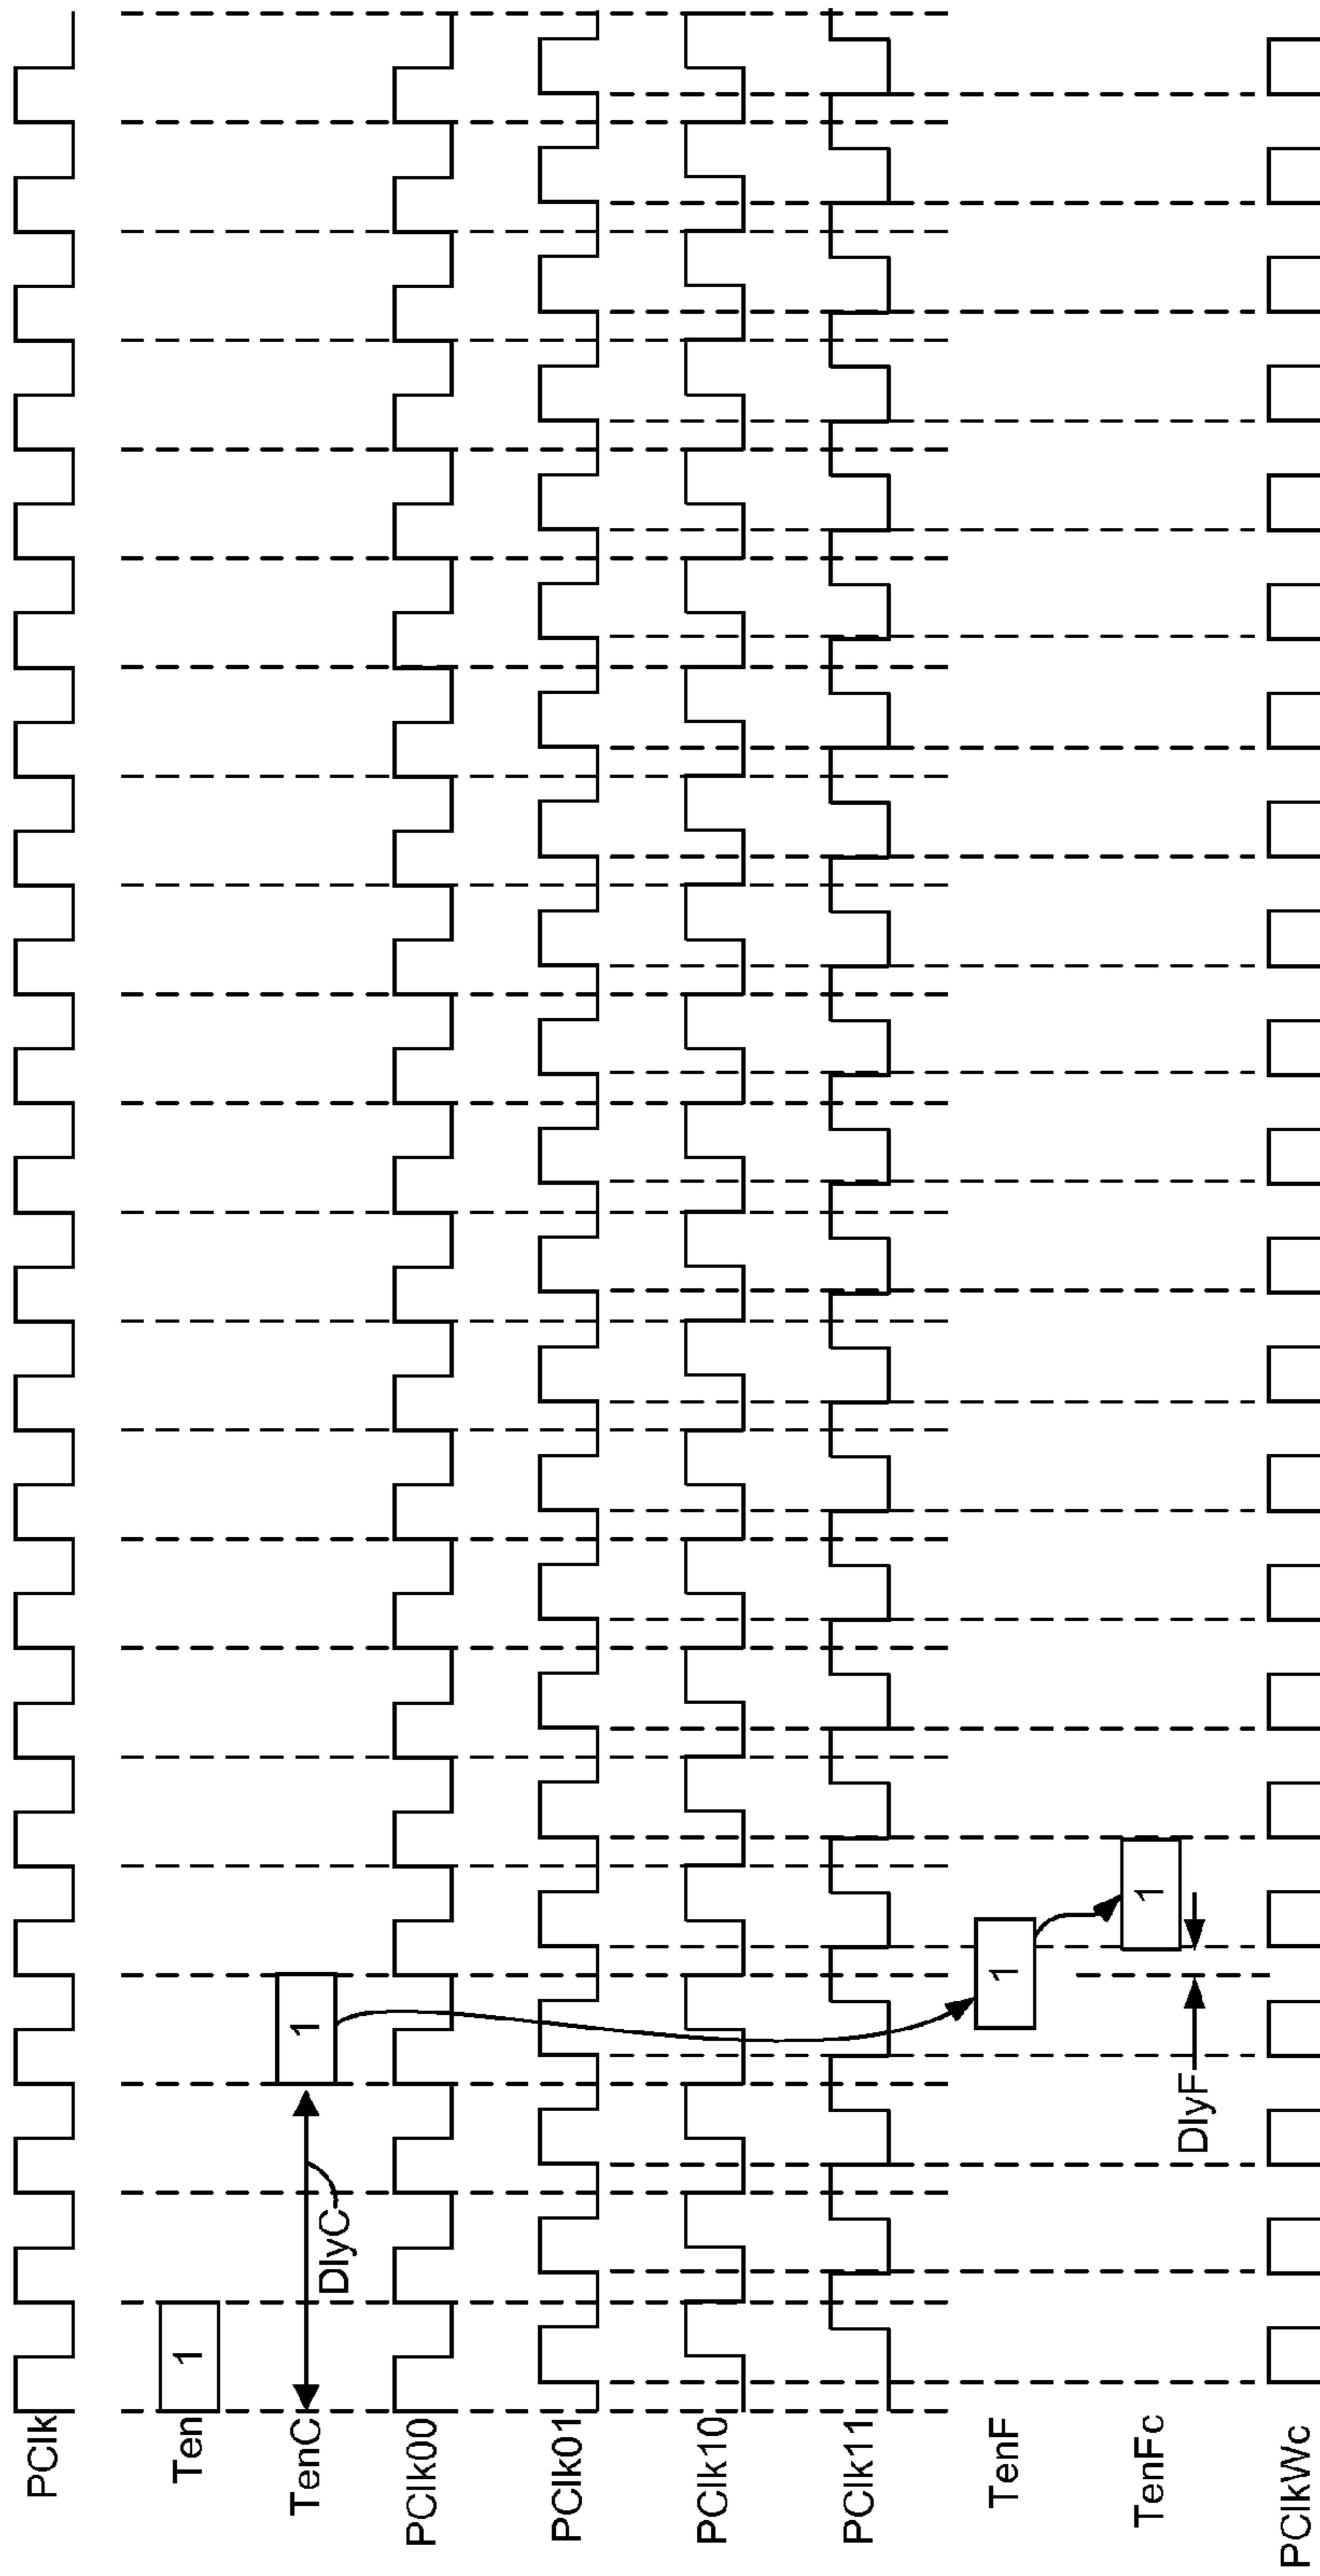 PClk
Ten
1
TenC
DlyC
1
PClk00
PClk01
PClk10
PClk11
TenF
1
TenFc
DlyF
1
PClkWc